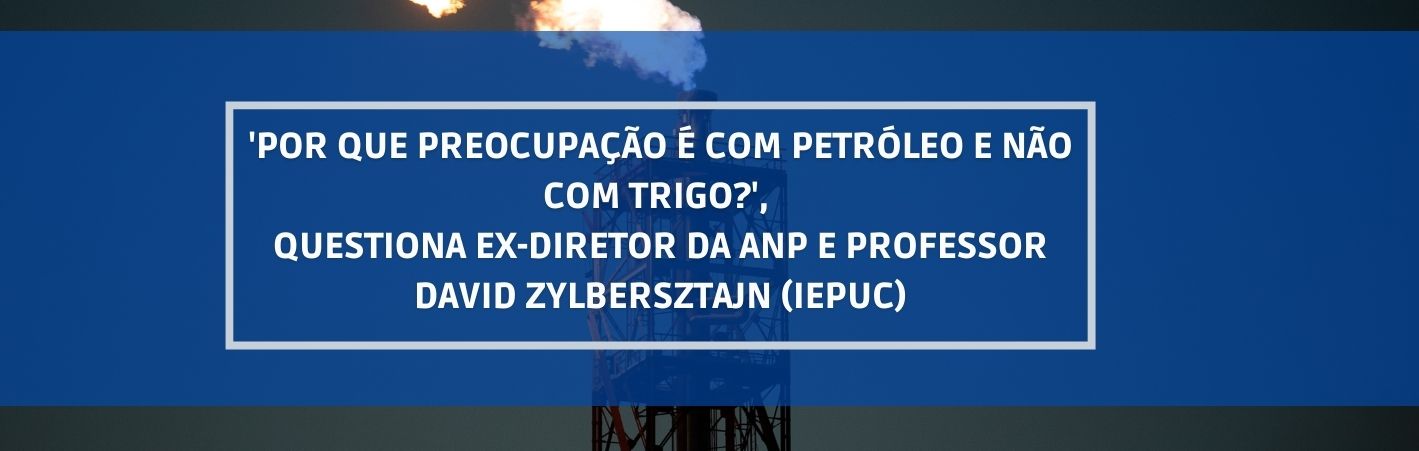 'POR QUE PREOCUPAÇÃO É COM PETRÓLEO E NÃO
COM TRIGO?',
QUESTIONA EX-DIRETOR DA ANP E PROFESSOR
DAVID ZYLBERSZTAJN (IEPUC)